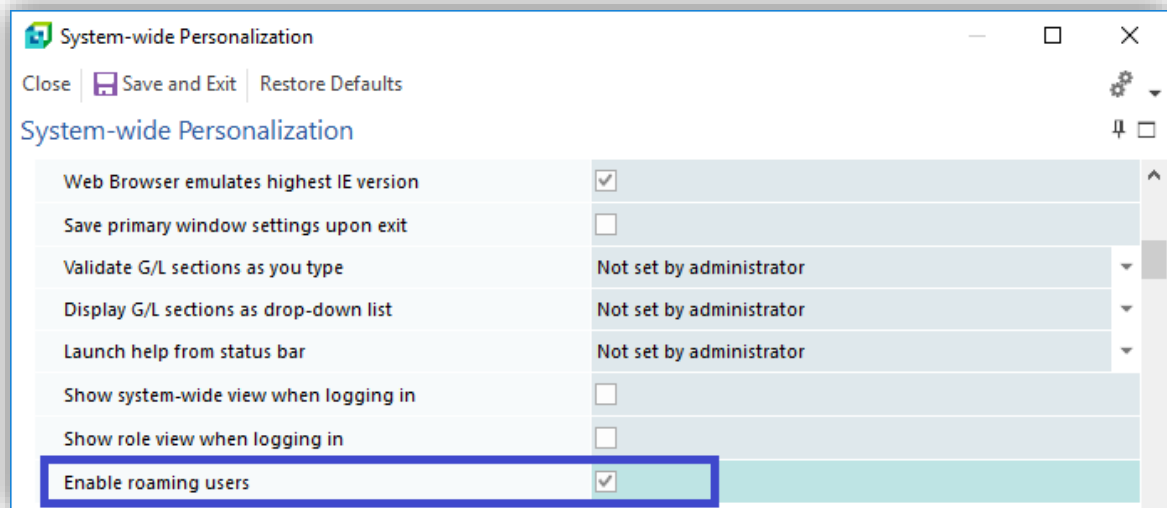 System-wide Personalization
Close Save and Exit Restore Defaults
System-wide Personalization
Web Browser emulates highest IE version
Save primary window settings upon exit
Validate G/L sections as you type Not set by administrator
Display G/L sections as drop-down list Not set by administrator
Launch help from status bar Not set by administrator
Show system-wide view when logging in
Show role view when logging in
Enable roaming users